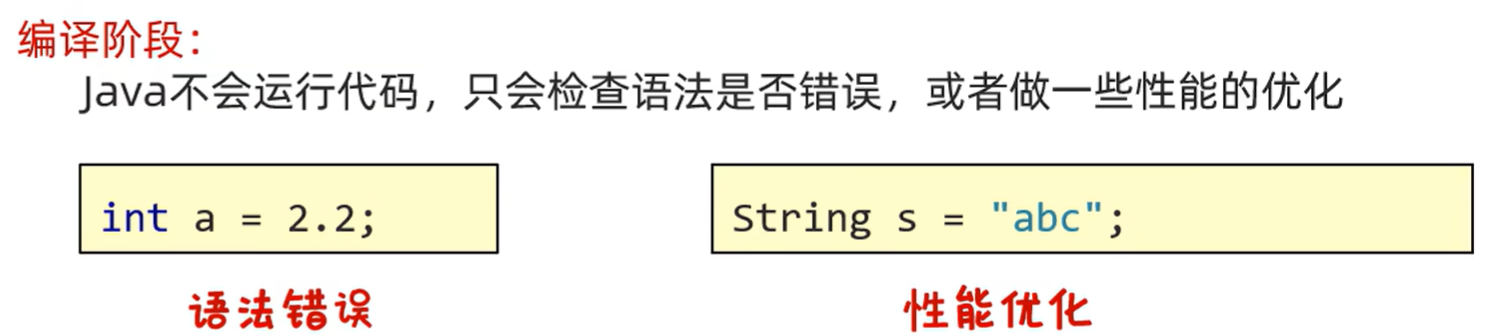 编译阶段：
Java不会运行代码，只会检查语法是否错误，或者做一些性能的优化
int a = 2.2;
String s = "abc";
语法错误
性能优化